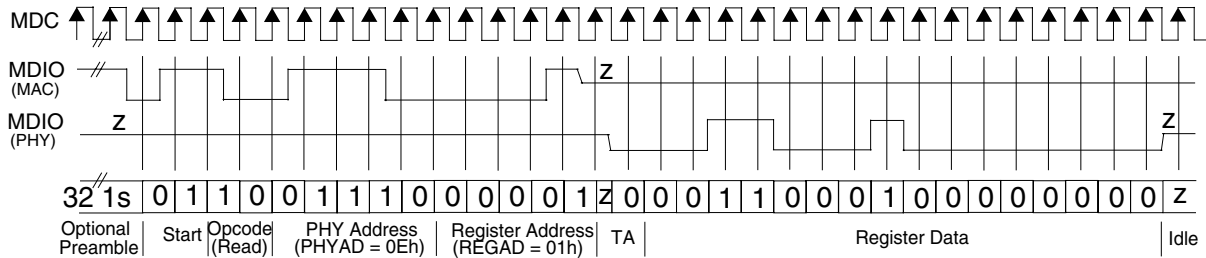 MDC
MDIO
(MAC)
z
MDIO
(PHY)
z
z
32 1s 0 1 1 0 0 1 1 1 0 0 0 0 0 1 z 0 0 0 1 1 0 0 0 1 0 0 0 0 0 0 0 0 z
Optional
Preamble
Start
Opcode
(Read)
PHY Address
(PHYAD = 0Eh)
Register Address
(REGAD = 01h)
TA
Register Data
Idle